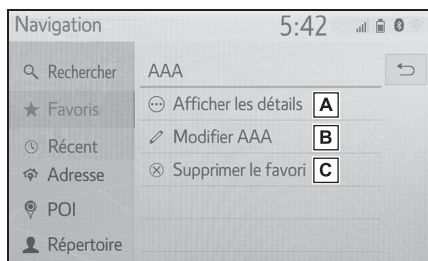 Navigation 5:42
Rechercher
Favoris
Récent
Adresse
POI
Répertoire
AAA
Afficher les détails A
Modifier AAA B
Supprimer le favori C